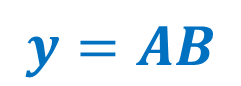 y = AB